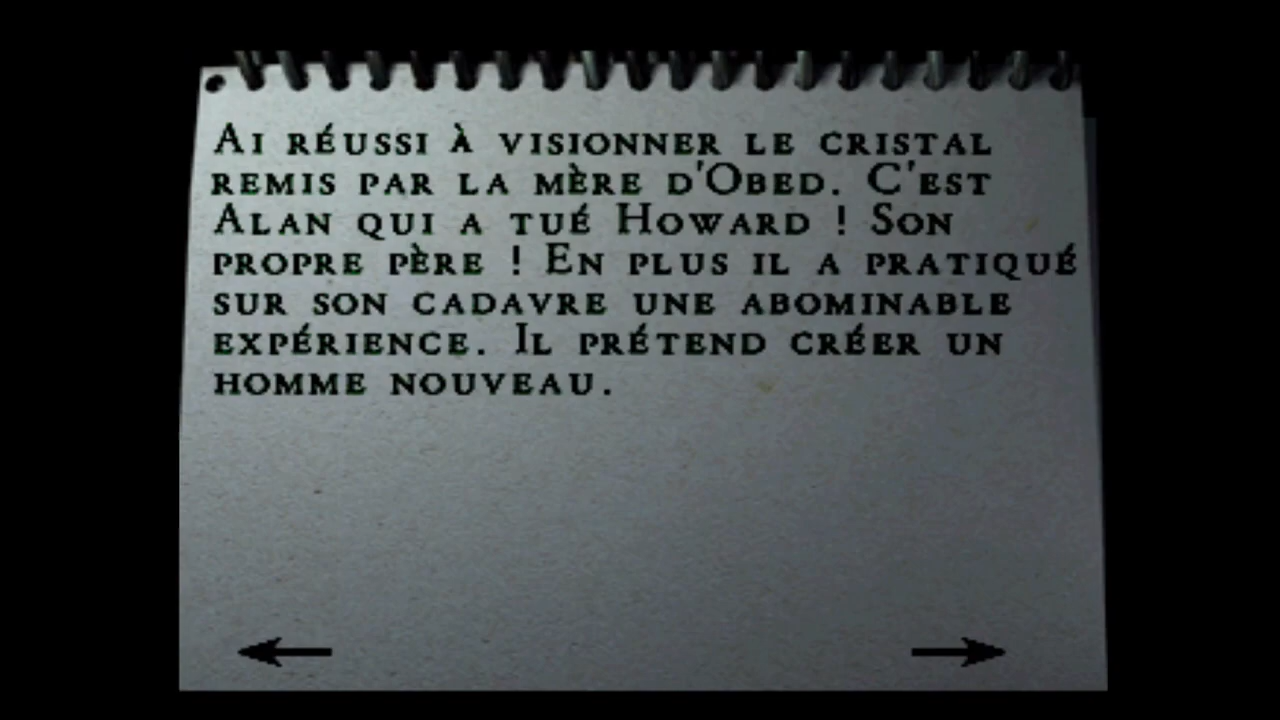 Ai réussi à visionner le cristal
remis par la mère d'Obed. C'est
Alan qui a tué Howard ! Son
propre père ! En plus il a pratiqué
sur son cadavre une abominable
expérience. Il prétend créer un
homme nouveau.